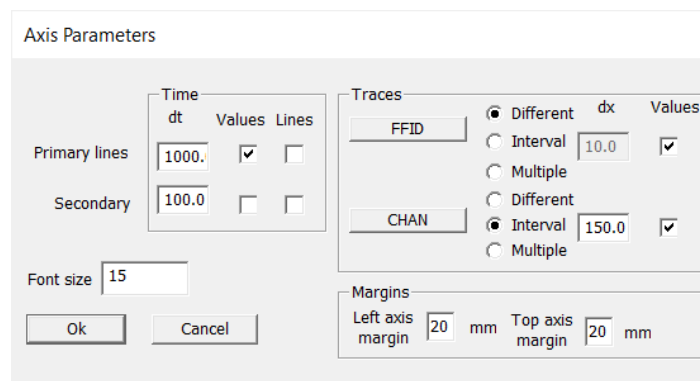 Axis Parameters
Time
dt Values Lines
Primary lines 1000.
Secondary 100.0
Font size 15
Ok Cancel
Traces
dx Values
FFID
Different
Interval 10.0
Multiple
CHAN
Different
Interval 150.0
Multiple
Margins
Left axis margin 20 mm Top axis margin 20 mm